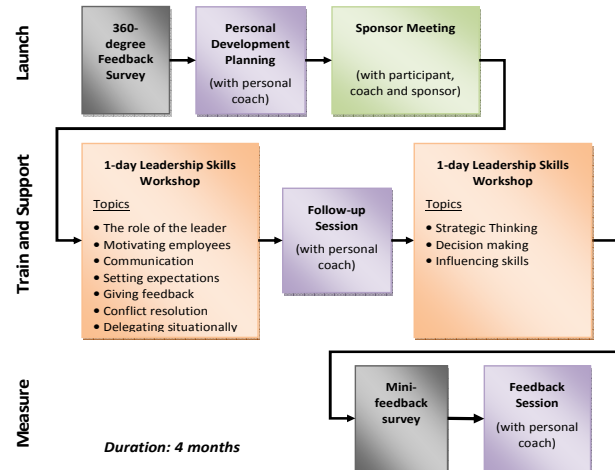 Launch
360-
degree
Feedback
Survey
Personal
Development
Planning
(with personal
coach)
Sponsor Meeting
(with participant,
coach and sponsor)
Train and Support
1-day Leadership Skills
Workshop
Topics
• The role of the leader
• Motivating employees
• Communication
• Setting expectations
• Giving feedback
• Conflict resolution
• Delegating situationally
Follow-up
Session
(with personal
coach)
1-day Leadership Skills
Workshop
Topics
• Strategic Thinking
• Decision making
• Influencing skills
Measure
Mini-
feedback
survey
Feedback
Session
(with personal
coach)
Duration: 4 months